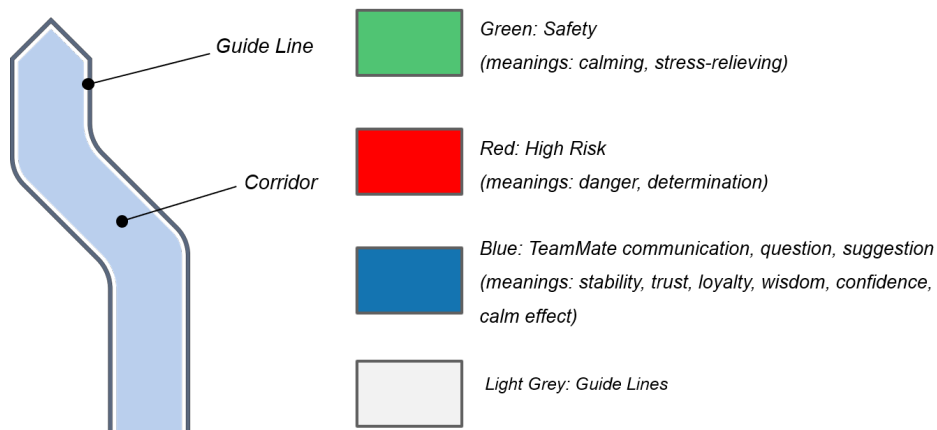 Guide Line
Corridor
Green: Safety
(meanings: calming, stress-relieving)
Red: High Risk
(meanings: danger, determination)
Blue: TeamMate communication, question, suggestion
(meanings: stability, trust, loyalty, wisdom, confidence,
calm effect)
Light Grey: Guide Lines